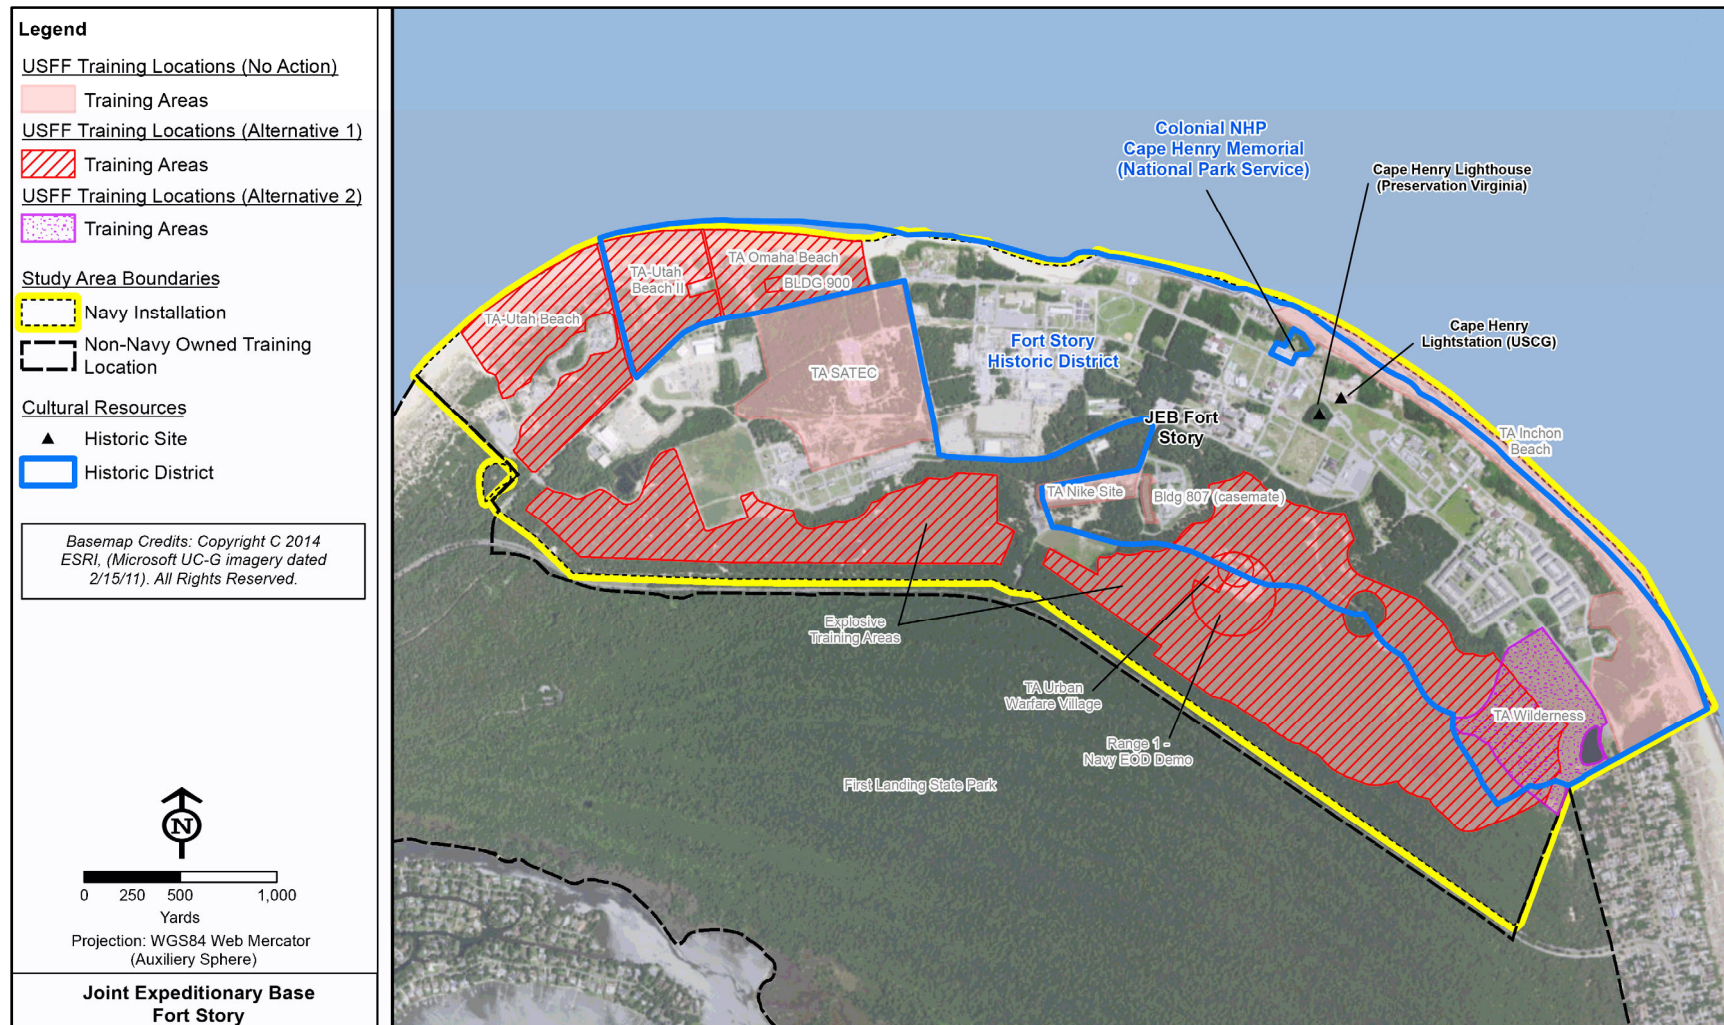 Legend
USFF Training Locations (No Action)
Training Areas
USFF Training Locations (Alternative 1)
Training Areas
USFF Training Locations (Alternative 2)
Training Areas
Study Area Boundaries
Navy Installation
Non-Navy Owned Training
Location
Cultural Resources
Historic Site
Historic District
Basemap Credits: Copyright C 2014
ESRI, (Microsoft UC-G imagery dated
2/15/11). All Rights Reserved.
N
0 250 500 1,000
Yards
Projection: WGS84 Web Mercator
(Auxiliery Sphere)
Joint Expeditionary Base
Fort Story
Colonial NHP
Cape Henry Memorial
(National Park Service)
Cape Henry Lighthouse
(Preservation Virginia)
Cape Henry
Lightstation (USCG)
TA-Utah
Beach II
TA Omaha Beach
BLDG 900
TA-Utah Beach
TA SATEC
Fort Story
Historic District
JEB Fort
Story
TA Inchon
Beach
TA Nike Site
Bldg 807 (casemate)
Explosive
Training Areas
TA Urban
Warfare Village
Range 1 -
Navy EOD Demo
TA Wilderness
First Landing State Park